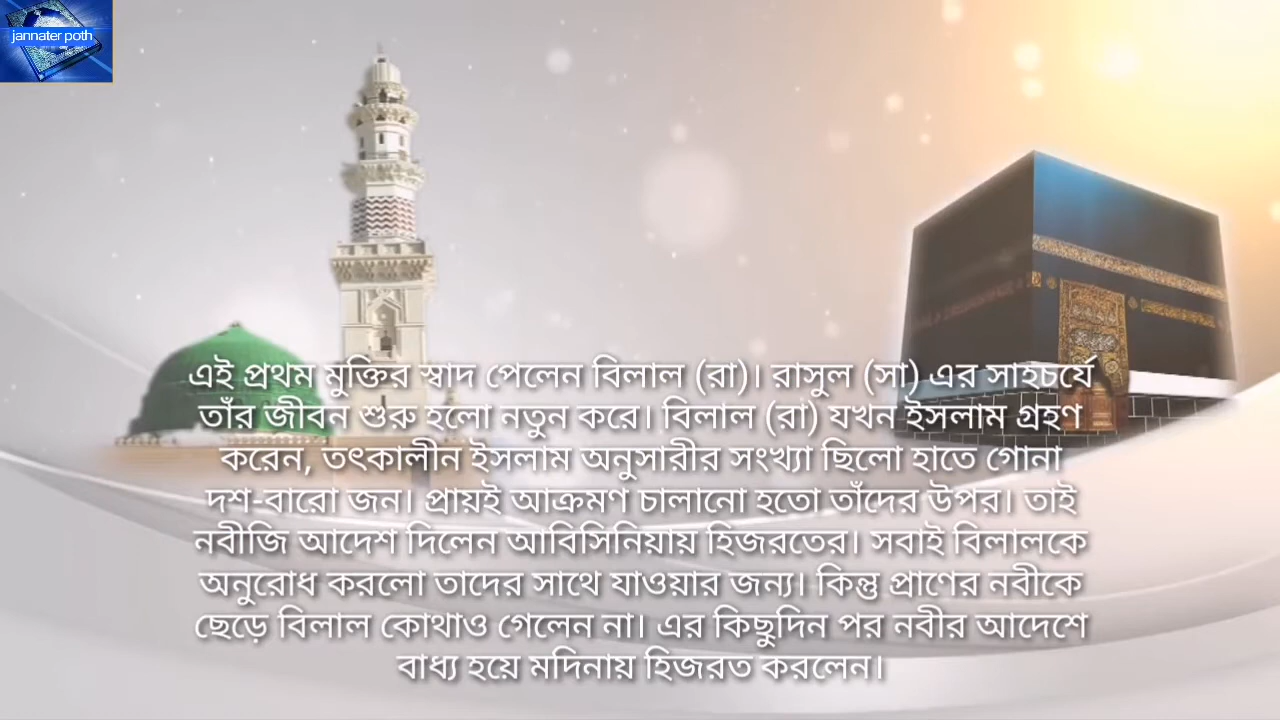 jannater poth
এই প্রথম মুক্তির স্বাদ পেলেন বিলাল (রা)। রাসুল (সা) এর সাহচর্যে
তাঁর জীবন শুরু হলো নতুন করে। বিলাল (রা) যখন ইসলাম গ্রহণ
করেন, তৎকালীন ইসলাম অনুসারীর সংখ্যা ছিলো হাতে গোনা
দশ-বারো জন। প্রায়ই আক্রমণ চালানো হতো তাঁদের উপর। তাই
নবীজি আদেশ দিলেন আবিসিনিয়ায় হিজরতের। সবাই বিলালকে
অনুরোধ করলো তাদের সাথে যাওয়ার জন্য। কিন্তু প্রাণের নবীকে
ছেড়ে বিলাল কোথাও গেলেন না। এর কিছুদিন পর নবীর আদেশে
বাধ্য হয়ে মদিনায় হিজরত করলেন।